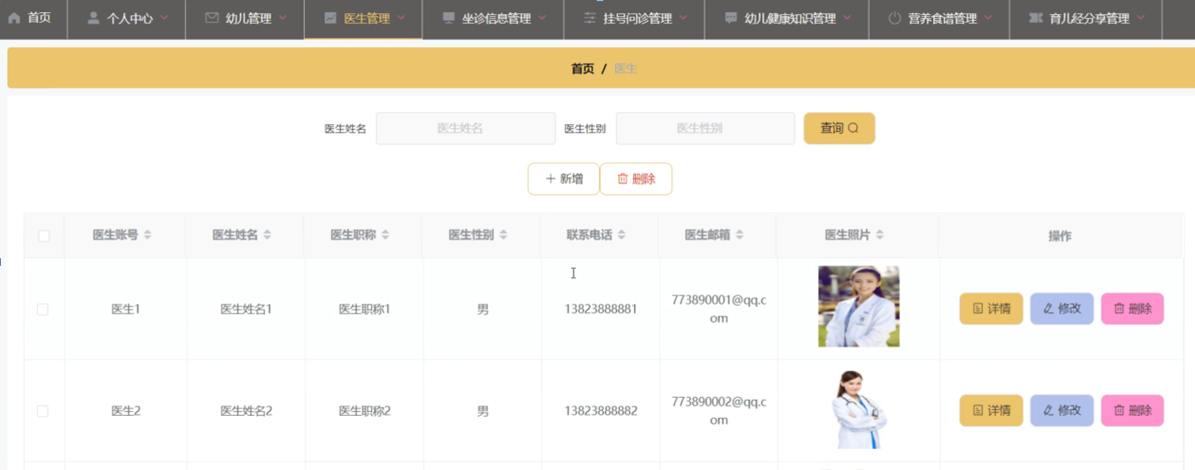 首页 个人中心 幼儿管理 医生管理 坐诊信息管理 挂号问诊管理 幼儿健康知识管理 营养食谱管理 育儿经分享管理
首页 / 医生
医生姓名 医生姓名 医生性别 医生性别 查询
新增 删除
医生账号 医生姓名 医生职称 医生性别 联系电话 医生邮箱 医生照片 操作
医生1 医生姓名1 医生职称1 男 13823888881 773890001@qq.c
om 详情 修改 删除
医生2 医生姓名2 医生职称2 男 13823888882 773890002@qq.c
om 详情 修改 删除